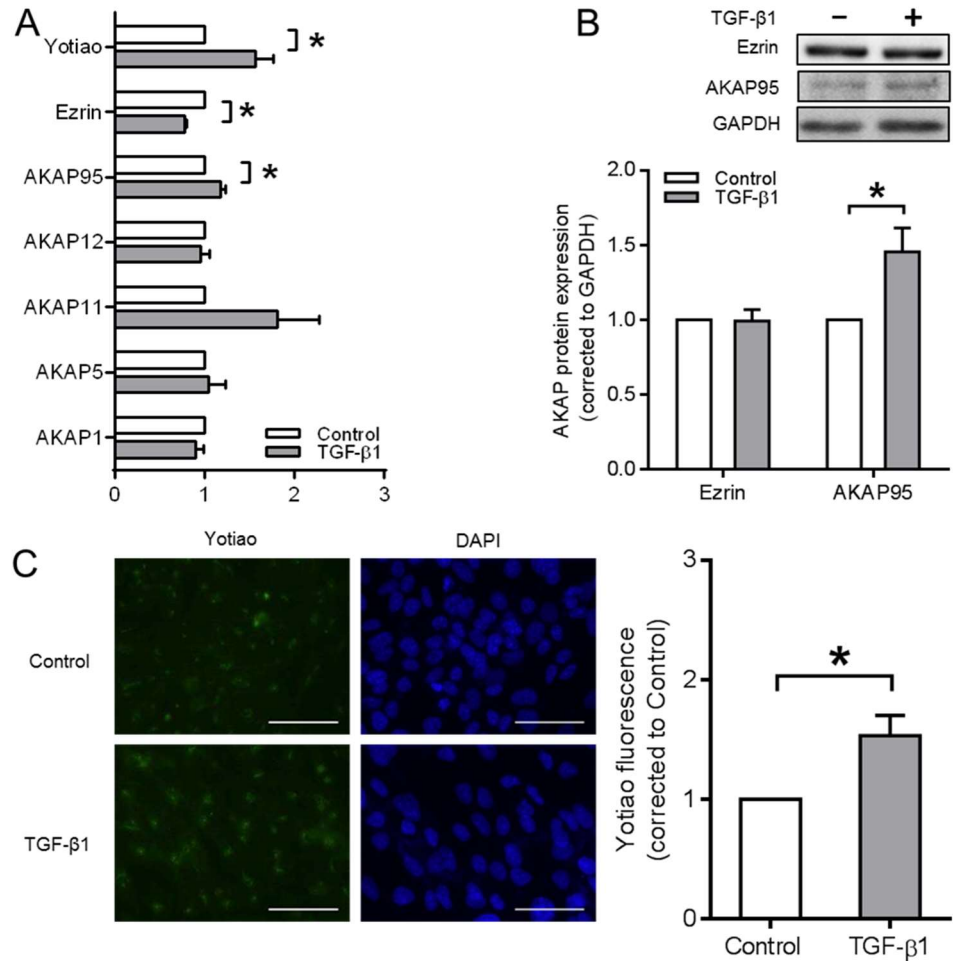 A
Yotiao
*
Ezrin
*
AKAP95
*
AKAP12
AKAP11
AKAP5
AKAP1
Control
TGF-β1
0 1 2 3
B
TGF-β1 − +
Ezrin
AKAP95
GAPDH
AKAP protein expression
(corrected to GAPDH)
2.0
1.5
1.0
0.5
0.0
Control
TGF-β1
*
Ezrin AKAP95
C
Yotiao DAPI
Control
TGF-β1
Yotiao fluorescence
(corrected to Control)
3
2
1
0
*
Control TGF-β1